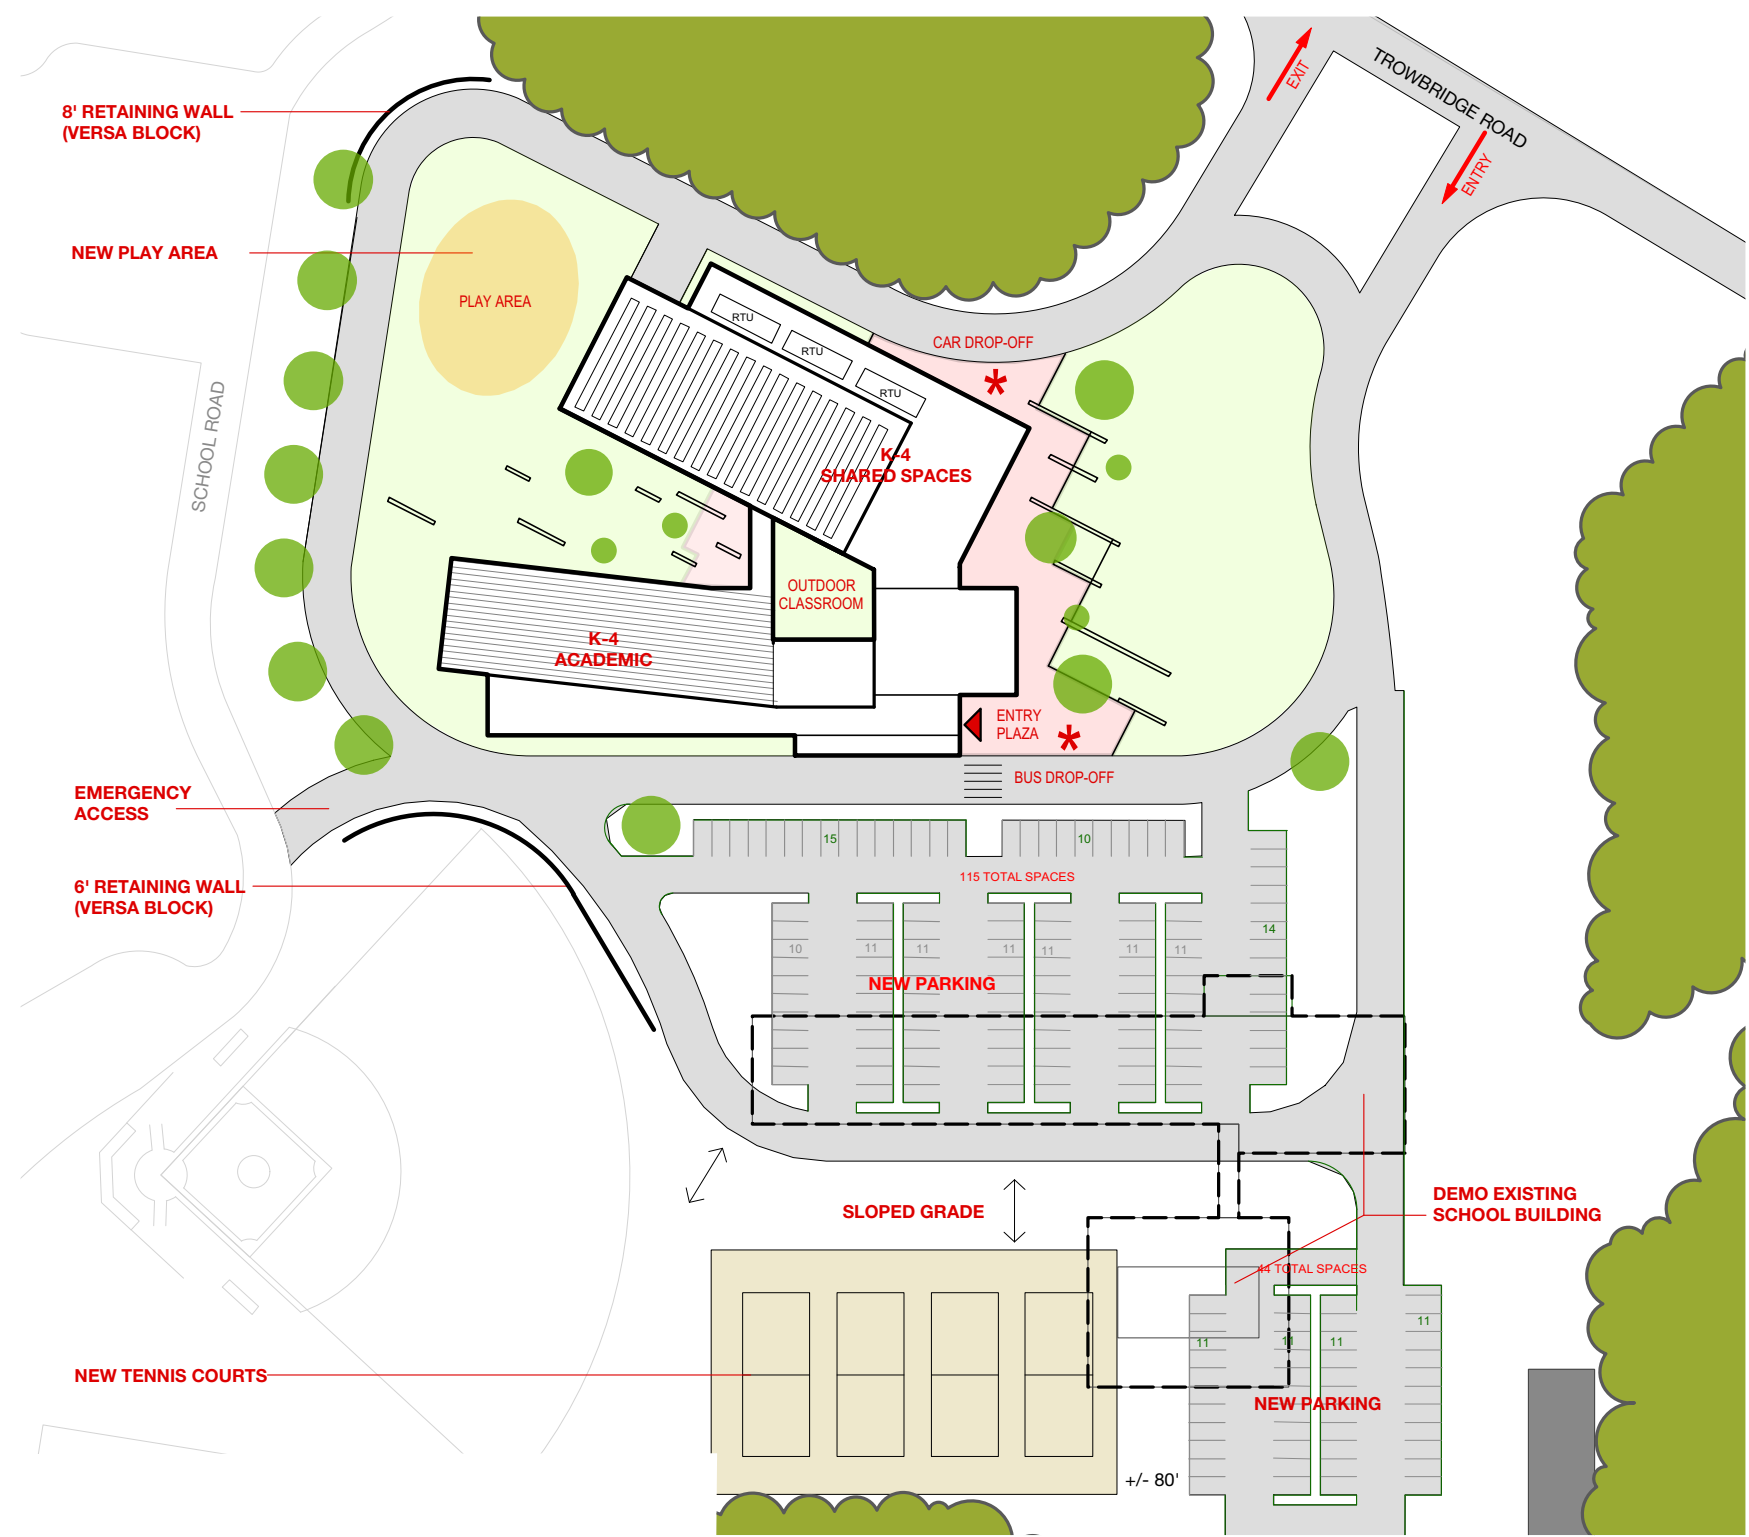 EXIT
TROWBRIDGE ROAD
ENTRY
8' RETAINING WALL
(VERSA BLOCK)
NEW PLAY AREA
PLAY AREA
RTU
RTU
RTU
CAR DROP-OFF
*
SCHOOL ROAD
K-4
SHARED SPACES
OUTDOOR
CLASSROOM
K-4
ACADEMIC
ENTRY
PLAZA
*
BUS DROP-OFF
EMERGENCY
ACCESS
15
10
115 TOTAL SPACES
6' RETAINING WALL
(VERSA BLOCK)
14
10
11
11
11
11
11
11
NEW PARKING
SLOPED GRADE
DEMO EXISTING
SCHOOL BUILDING
44 TOTAL SPACES
11
11
11
11
NEW TENNIS COURTS
NEW PARKING
+/- 80'